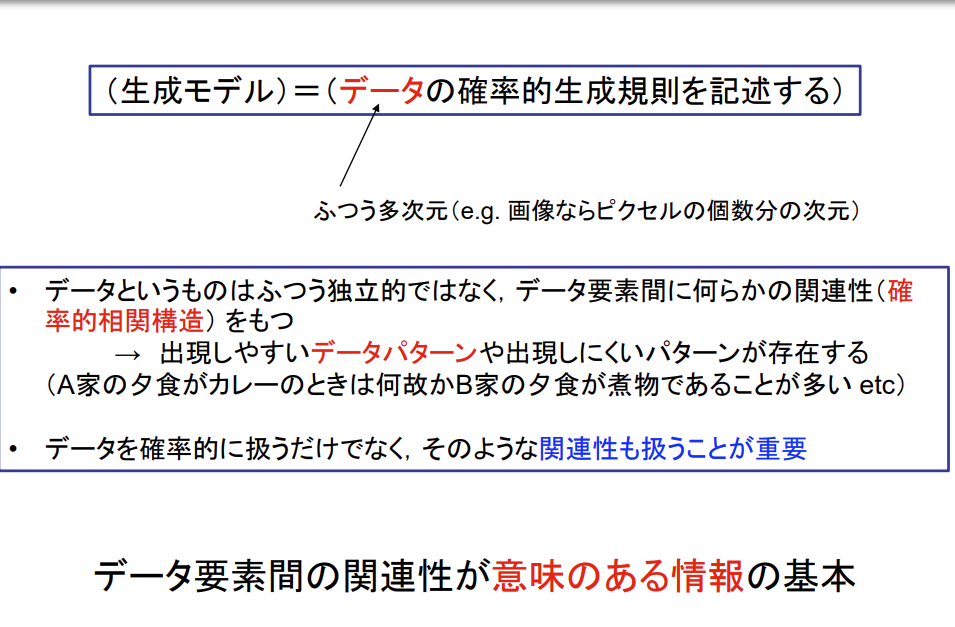 （生成モデル）＝（データの確率的生成規則を記述する）
ふつう多次元（e.g. 画像ならピクセルの個数分の次元）
• データというものはふつう独立的ではなく，データ要素間に何らかの関連性（確
率的相関構造）をもつ
→ 出現しやすいデータパターンや出現しにくいパターンが存在する
（A家の夕食がカレーのときは何故かB家の夕食が煮物であることが多い etc）
• データを確率的に扱うだけでなく，そのような関連性も扱うことが重要
データ要素間の関連性が意味のある情報の基本